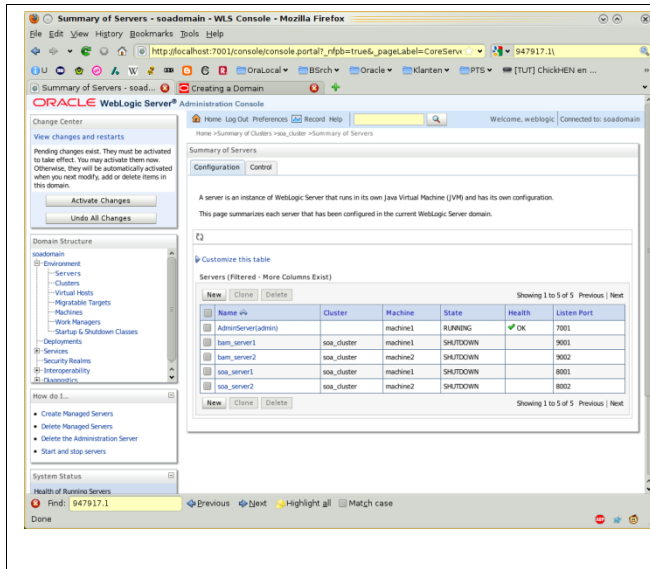 Summary of Servers - soadomain - WLS Console - Mozilla Firefox
File Edit View History Bookmarks Tools Help
http://localhost:7001/console/console.portal?_nfpb=true&_pageLabel=CoreServe
947917.1\
U
OraLocal BSrch Oracle Klanten PTS [TUT] ChickHEN en ...
Summary of Servers - soad...
Creating a Domain
ORACLE WebLogic Server® Administration Console
Change Center
View changes and restarts
Pending changes exist. They must be activated
to take effect. You may activate them now.
Otherwise, they will be automatically activated
when you next modify, add or delete items in
this domain.
Activate Changes
Undo All Changes
Domain Structure
soadomain
Environment
Servers
Clusters
Virtual Hosts
Migratable Targets
Machines
Work Managers
Startup & Shutdown Classes
Deployments
Services
Security Realms
Interoperability
Diagnostics
How do I...
Create Managed Servers
Delete Managed Servers
Delete the Administration Server
Start and stop servers
System Status
Health of Running Servers
Home Log Out Preferences Record Help
Welcome, weblogic Connected to: soadomain
Home >Summary of Clusters >soa_cluster >Summary of Servers
Summary of Servers
Configuration Control
A server is an instance of WebLogic Server that runs in its own Java Virtual Machine (JVM) and has its own configuration.
This page summarizes each server that has been configured in the current WebLogic Server domain.
Customize this table
Servers (Filtered - More Columns Exist)
New Clone Delete Showing 1 to 5 of 5 Previous | Next
Name Cluster Machine State Health Listen Port
AdminServer(admin) machine1 RUNNING OK 7001
bam_server1 soa_cluster machine1 SHUTDOWN 9001
bam_server2 soa_cluster machine2 SHUTDOWN 9002
soa_server1 soa_cluster machine1 SHUTDOWN 8001
soa_server2 soa_cluster machine2 SHUTDOWN 8002
New Clone Delete Showing 1 to 5 of 5 Previous | Next
Find: 947917.1 Previous Next Highlight all Match case
Done